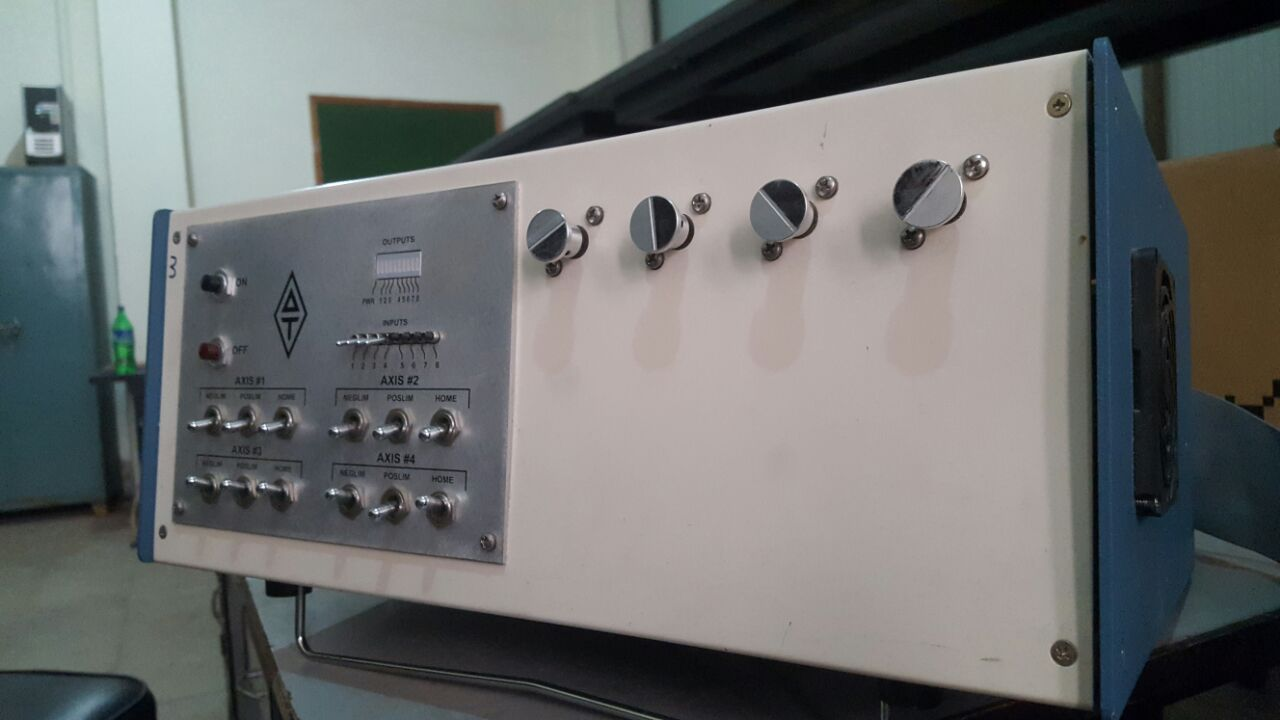 3
ON
OFF
ΔT
OUTPUTS
PWR 1 2 3 4 5 6 7 8
INPUTS
1 2 3 4 5 6 7 8
AXIS #1
NEGLIM POSLIM HOME
AXIS #2
NEGLIM POSLIM HOME
AXIS #3
NEGLIM POSLIM HOME
AXIS #4
NEGLIM POSLIM HOME